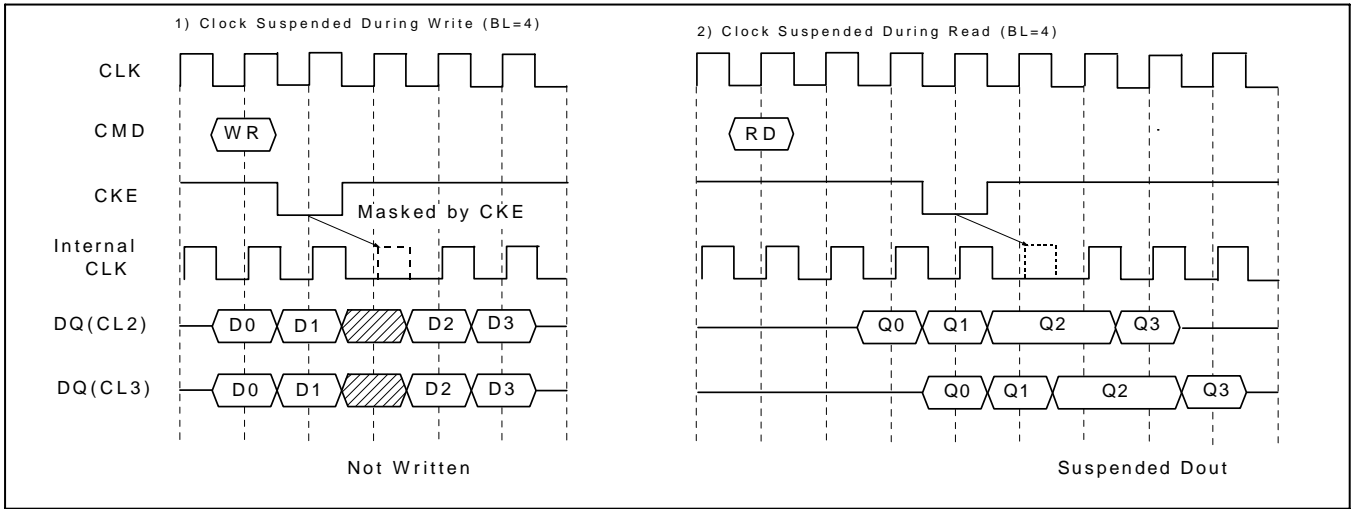 1) Clock Suspended During Write (BL=4)
CLK
CMD
WR
CKE
Masked by CKE
Internal
CLK
DQ(CL2)
D0 D1 D2 D3
DQ(CL3)
D0 D1 D2 D3
Not Written
2) Clock Suspended During Read (BL=4)
RD
Q0 Q1 Q2 Q3
Q0 Q1 Q2 Q3
Suspended Dout